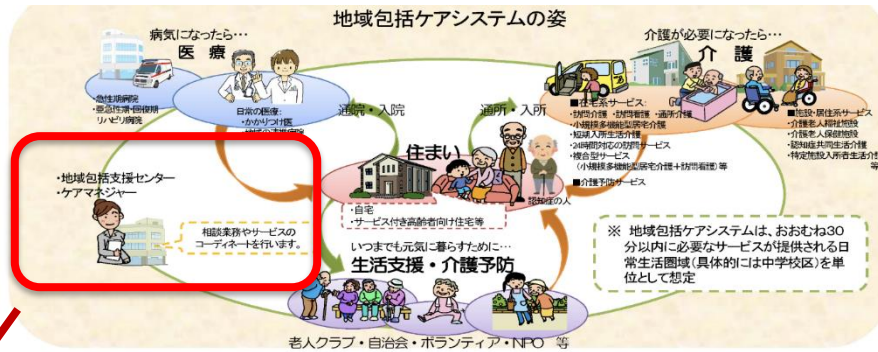 地域包括ケアシステムの姿
病気になったら…
医 療
・急性期病院
・亜急性期・回復期
リハビリ病院
日常の医療:
・かかりつけ医
通院・入院
通所・入所
介護が必要になったら…
介 護
■在宅系サービス:
・訪問介護 ・訪問看護 ・通所介護
・小規模多機能型居宅介護
・短期入所生活介護
・24時間対応の訪問サービス
・複合型サービス
(小規模多機能型居宅介護+訪問看護) 等
■介護予防サービス
■施設・居住系サービス
・介護老人福祉施設
・介護老人保健施設
・認知症共同生活介護
・特定施設入所者生活介護
等
住まい
認知症の人
・自宅
・サービス付き高齢者向け住宅等
・地域包括支援センター
・ケアマネジャー
相談業務やサービスの
コーディネートを行います。
いつまでも元気に暮らすために…
生活支援・介護予防
老人クラブ・自治会・ボランティア・NPO 等
※ 地域包括ケアシステムは、おおむね30
分以内に必要なサービスが提供される日
常生活圏域(具体的には中学校区)を単
位として想定